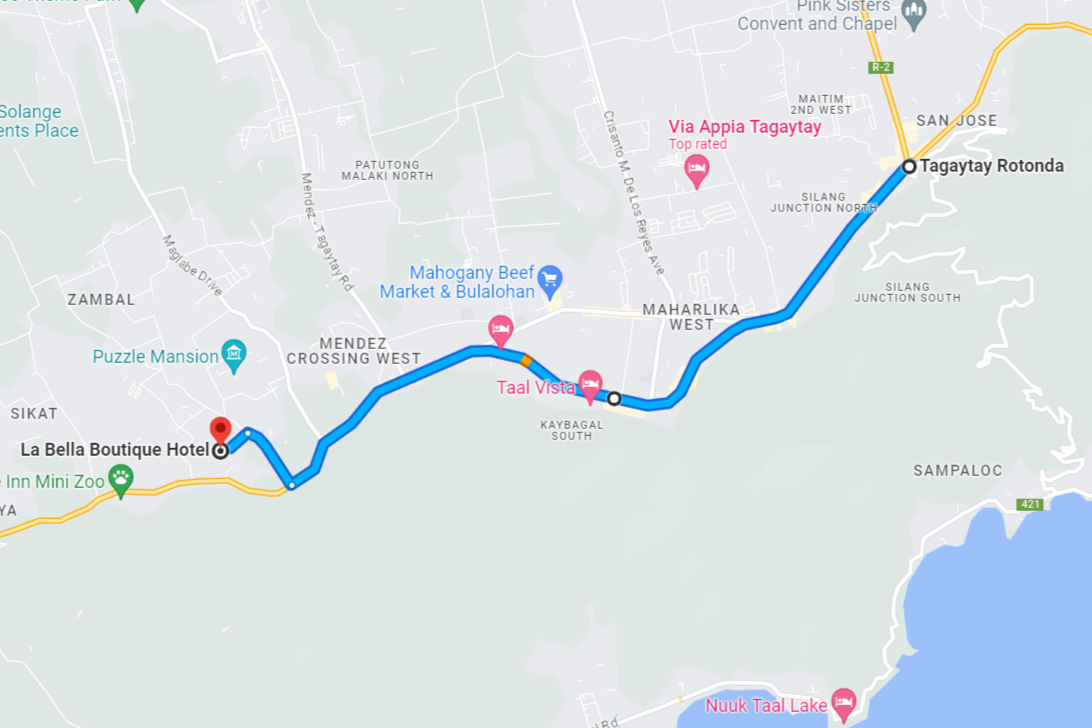 Pink Sisters'
Convent and Chapel
R-2
MAITIM
2ND WEST
SAN JOSE
Solange
ents Place
Via Appia Tagaytay
Top rated
Tagaytay Rotonda
PATUTONG
MALAKI NORTH
Crisanto M. De Los Reyes Ave
SILANG
JUNCTION NORTH
Mendez - Tagaytay Rd
Maglabe Drive
Mahogany Beef
Market & Bulalohan
ZAMBAL
SILANG
JUNCTION SOUTH
MAHARLIKA
WEST
MENDEZ
CROSSING WEST
Puzzle Mansion
Taal Vista
SIKAT
KAYBAGAL
SOUTH
La Bella Boutique Hotel
e Inn Mini Zoo
SAMPALOC
421
YA
Nuuk Taal Lake
Rd